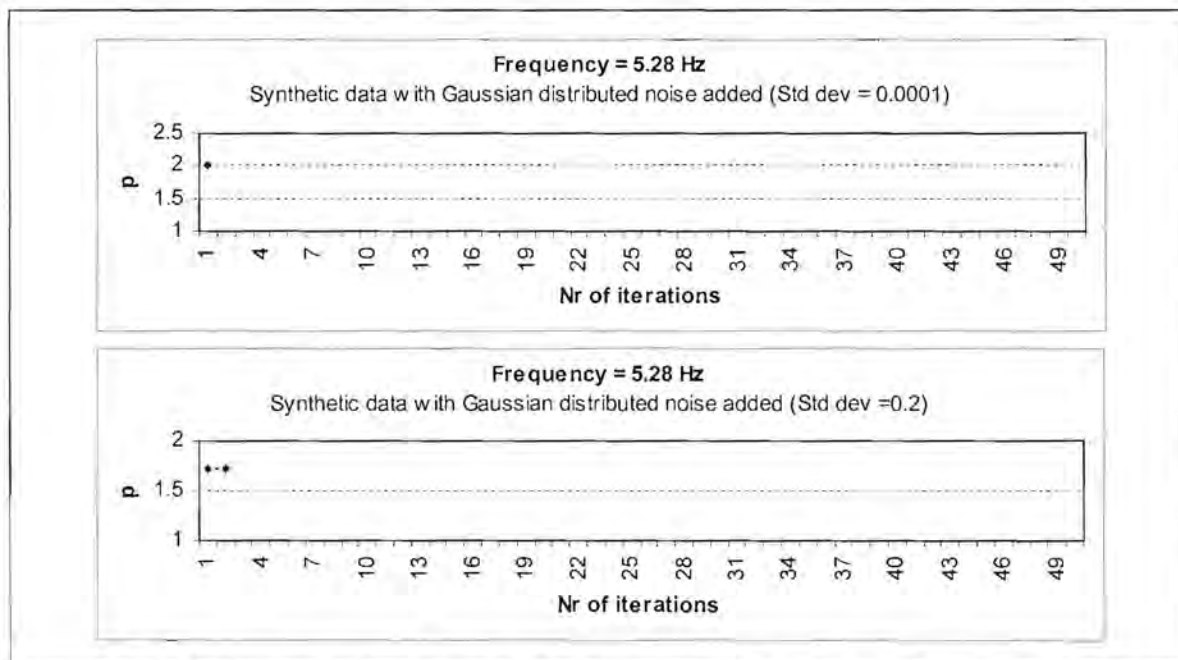 Frequency = 5.28 Hz
Synthetic data with Gaussian distributed noise added (Std dev = 0.0001)
2.5
2
1.5
1
p
1 4 7 10 13 16 19 22 25 28 31 34 37 40 43 46 49
Nr of iterations
Frequency = 5.28 Hz
Synthetic data with Gaussian distributed noise added (Std dev =0.2)
2
1.5
1
p
1 4 7 10 13 16 19 22 25 28 31 34 37 40 43 46 49
Nr of iterations